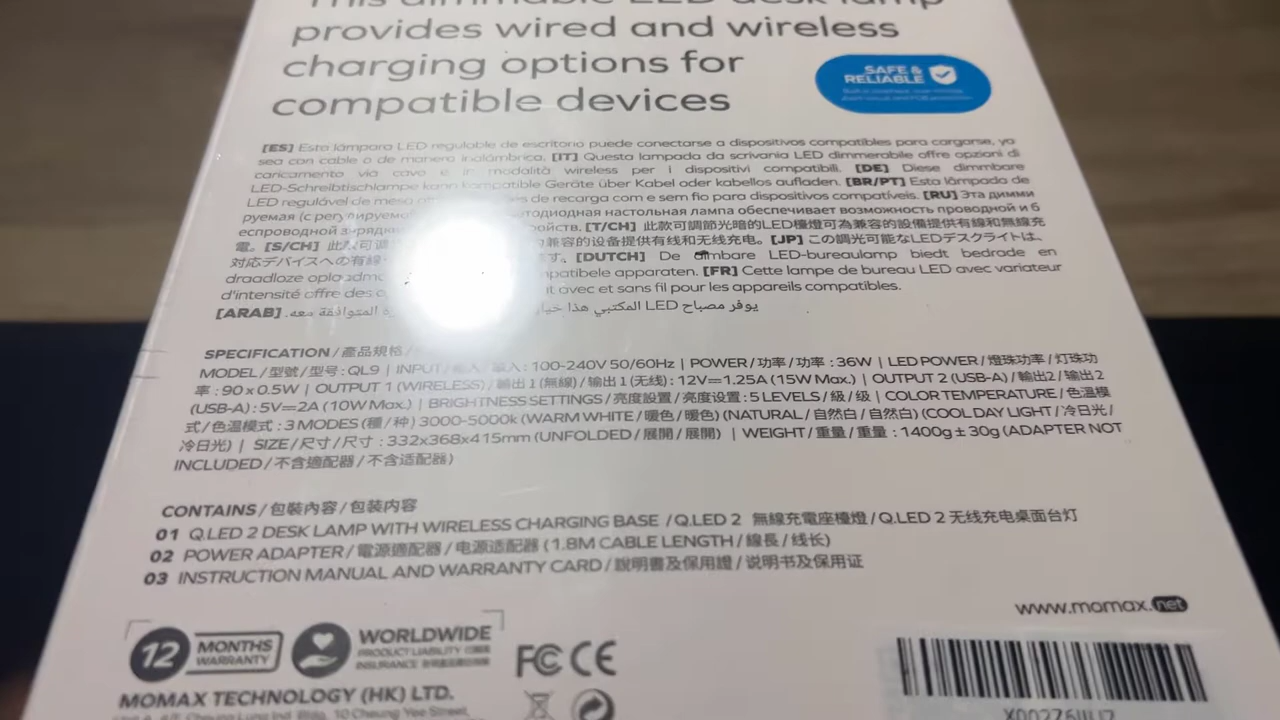 This dimmable LED desk lamp
provides wired and wireless
charging options for
compatible devices
SAFE &
RELIABLE
[ES] Esta lámpara LED regulable de escritorio puede conectarse a dispositivos compatibles para cargarse, ya
sea con cable o de manera inalámbrica. [IT] Questa lampada da scrivania LED dimmerabile offre opzioni di
caricamento via cavo e in modalità wireless per i dispositivi compatibili. [DE] Diese dimmbare
LED-Schreibtischlampe kann kompatible Geräte über Kabel oder kabellos aufladen. [BR/PT] Esta lâmpada de
LED regulável de mesa de recarga com e sem fio para dispositivos compatíveis. [RU] Эта димми
руемая (с регулируемо тодиодная настольная лампа обеспечивает возможность проводной и б
еспроводной зарядки ройств. [T/CH] 此款可調節光暗的LED檯燈可為兼容的設備提供有線和無線充
電。 [S/CH] 此款可调 兼容的设备提供有线和无线充电。 [JP] この調光可能なLEDデスクライトは、
対応デバイスへの有線 す。 [DUTCH] De dimbare LED-bureaulamp biedt bedrade en
draadloze patibele apparaten. [FR] Cette lampe de bureau LED avec variateur
d'intensité offre des t avec et sans fil pour les appareils compatibles.
[ARAB] يوفر مصباح LED المكتبي هذا المتوافقة معه.
SPECIFICATION / 產品規格 /
MODEL / 型號 / 型号 : QL9 | INPUT / 輸入 / 输入 : 100-240V 50/60Hz | POWER / 功率 / 功率 : 36W | LED POWER / 燈珠功率 / 灯珠功
率 : 90 x 0.5W | OUTPUT 1 (WIRELESS) / 輸出 1 (無線) / 输出 1 (无线) : 12V⎓1.25A (15W Max.) | OUTPUT 2 (USB-A) / 輸出2 / 输出 2
(USB-A) : 5V⎓2A (10W Max.) | BRIGHTNESS SETTINGS / 亮度設置 / 亮度设置 : 5 LEVELS / 級 / 级 | COLOR TEMPERATURE / 色溫模
式 / 色温模式 : 3 MODES (種 / 种) 3000-5000k (WARM WHITE / 暖色 / 暖色) (NATURAL / 自然白 / 自然白) (COOL DAY LIGHT / 冷日光 /
冷日光) | SIZE / 尺寸 / 尺寸 : 332x368x415mm (UNFOLDED / 展開 / 展开) | WEIGHT / 重量 / 重量 : 1400g ± 30g (ADAPTER NOT
INCLUDED / 不含適配器 / 不含适配器)
CONTAINS / 包裝內容 / 包装内容
01 Q.LED 2 DESK LAMP WITH WIRELESS CHARGING BASE / Q.LED 2 無線充電座檯燈 / Q.LED 2 无线充电桌面台灯
02 POWER ADAPTER / 電源適配器 / 电源适配器 (1.8M CABLE LENGTH / 線長 / 线长)
03 INSTRUCTION MANUAL AND WARRANTY CARD / 說明書及保用證 / 说明书及保用证
www.momax.net
12 MONTHS
WARRANTY
WORLDWIDE
PRODUCT LIABILITY
INSURANCE
FC CE
MOMAX TECHNOLOGY (HK) LTD.